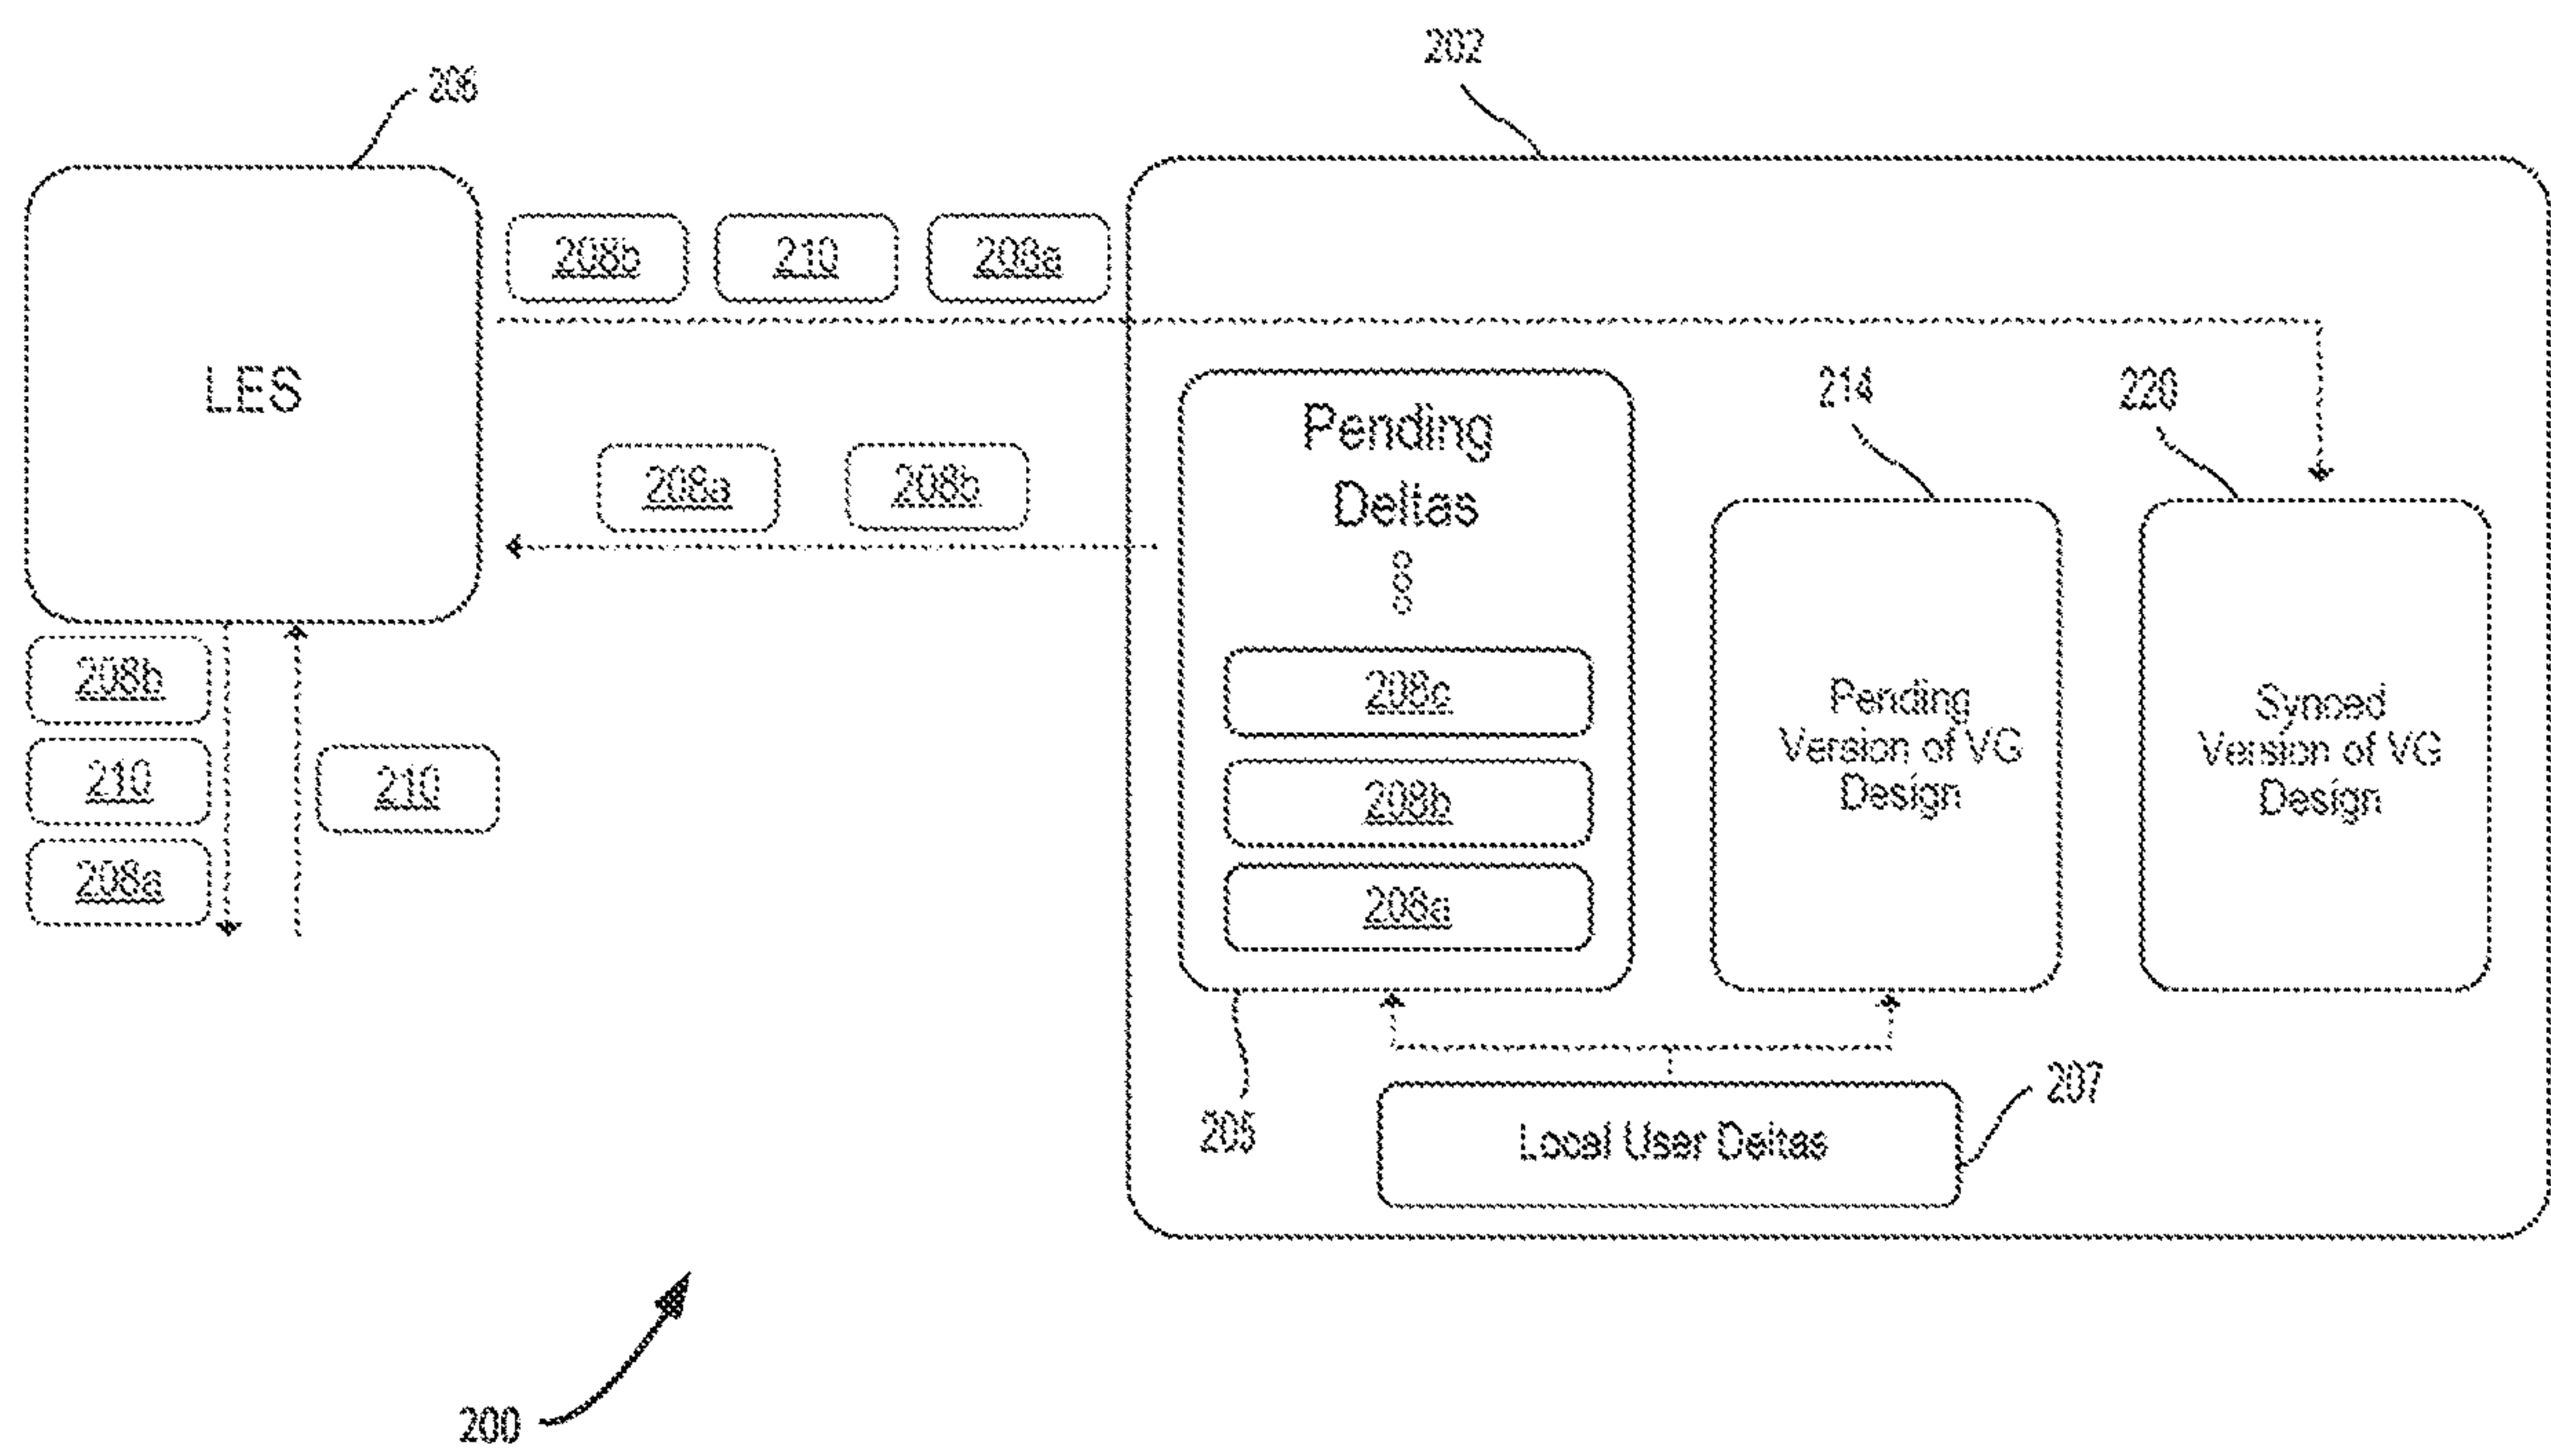 202
206
208b 210 208a
LES
214
220
Pending
Deltas
208a 208b
208c
208b
208a
Pending
Version of VG
Design
Synced
Version of VG
Design
208b
210
208a
210
205
207
Local User Deltas
200